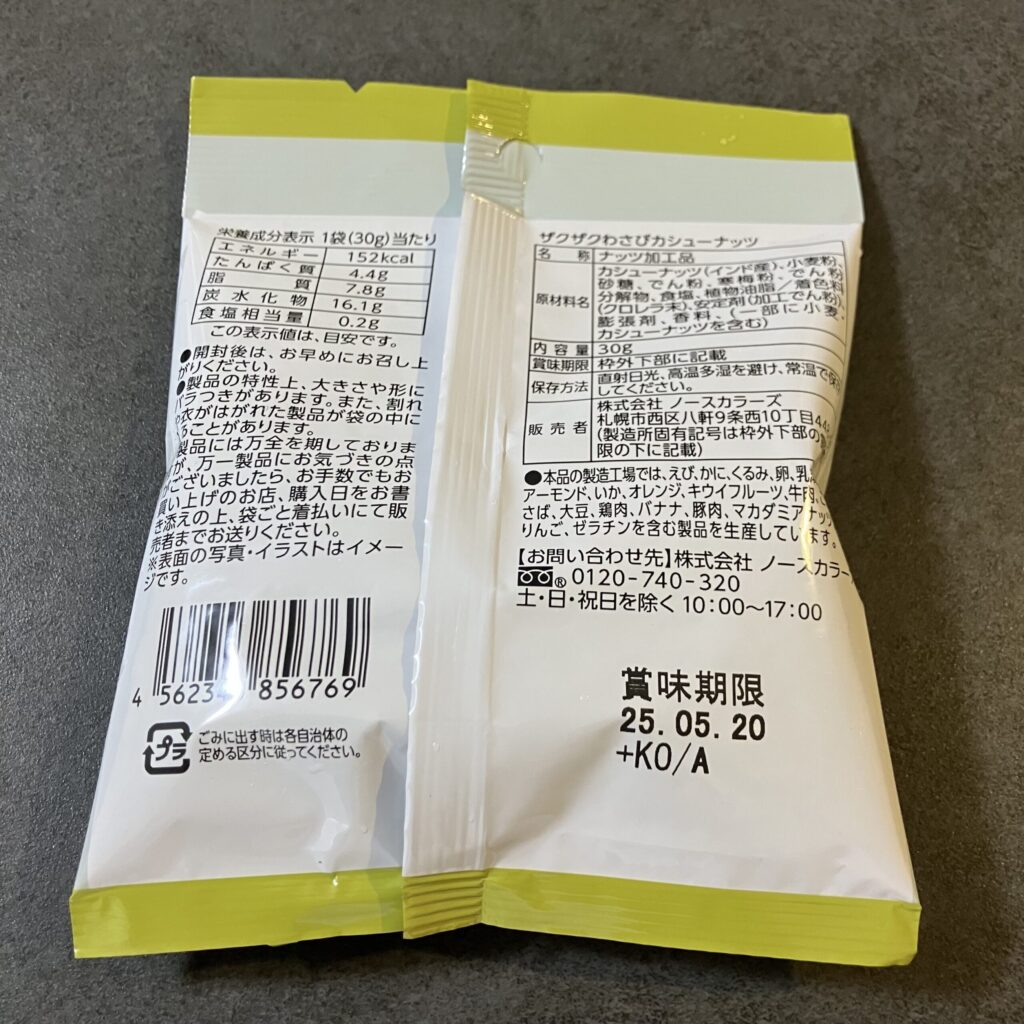 栄養成分表示 1袋(30g)当たり
エネルギー 152kcal
たんぱく質 4.4g
脂質 7.8g
炭水化物 16.1g
食塩相当量 0.2g
この表示値は、目安です。
●開封後は、お早めにお召し上
がりください。
●製品の特性上、大きさや形に
バラつきがあります。また、割れ
や衣がはがれた製品が袋の中に
ることがあります。
製品には万全を期しておりま
が、万一製品にお気づきの点
ございましたら、お手数でもお
買い上げのお店、購入日をお書
き添えの上、袋ごと着払いにて販
売者までお送りください。
※表面の写真・イラストはイメー
ジです。
4 56234 856769
プラ
ごみに出す時は各自治体の
定める区分に従ってください。
ザクザクわさびカシューナッツ
名称 ナッツ加工品
原材料名 カシューナッツ(インド産)、小麦粉、
砂糖、でん粉、寒梅粉、でん粉
分解物、食塩、植物油脂/着色料
(クロレラ末)、安定剤(加工でん粉)、
膨張剤、香料、(一部に小麦、
カシューナッツを含む)
内容量 30g
賞味期限 枠外下部に記載
保存方法 直射日光、高温多湿を避け、常温で保
してください。
販売者 株式会社 ノースカラーズ
札幌市西区八軒9条西10丁目
(製造所固有記号は枠外下部の
限の下に記載)
●本品の製造工場では、えび、かに、くるみ、卵、乳
アーモンド、いか、オレンジ、キウイフルーツ、牛肉、
さば、大豆、鶏肉、バナナ、豚肉、マカダミアナッツ
りんご、ゼラチンを含む製品を生産しています。
【お問い合わせ先】株式会社 ノースカラー
® 0120-740-320
土・日・祝日を除く 10:00〜17:00
賞味期限
25.05.20
+KO/A